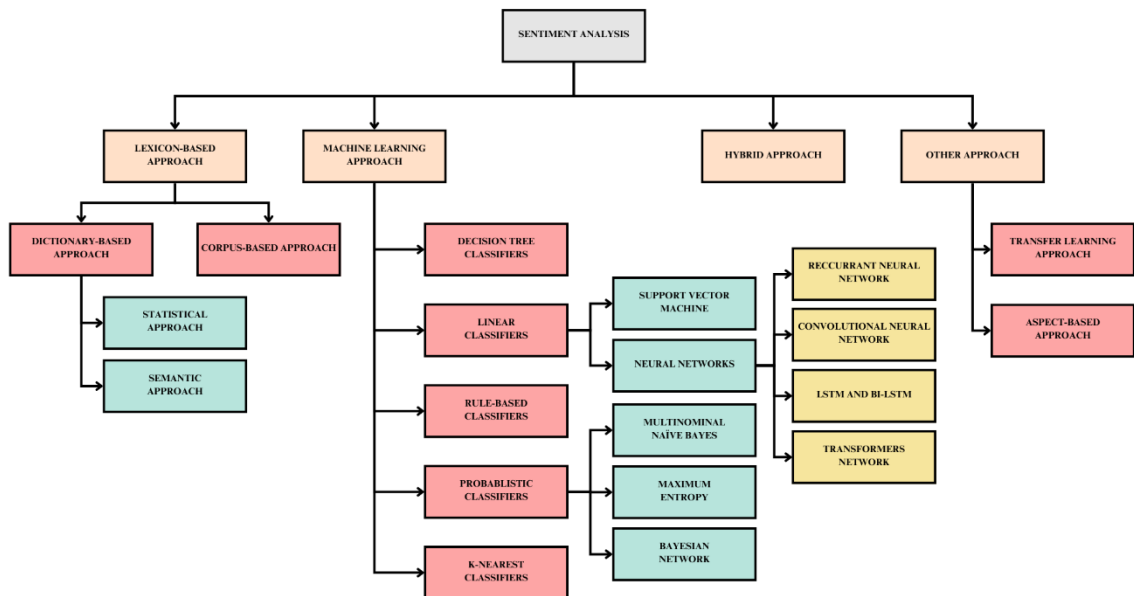 SENTIMENT ANALYSIS
LEXICON-BASED
APPROACH
MACHINE LEARNING
APPROACH
HYBRID APPROACH
OTHER APPROACH
DICTIONARY-BASED
APPROACH
CORPUS-BASED APPROACH
STATISTICAL
APPROACH
SEMANTIC
APPROACH
DECISION TREE
CLASSIFIERS
LINEAR
CLASSIFIERS
RULE-BASED
CLASSIFIERS
PROBABLISTIC
CLASSIFIERS
K-NEAREST
CLASSIFIERS
SUPPORT VECTOR
MACHINE
NEURAL NETWORKS
MULTINOMINAL
NAÏVE BAYES
MAXIMUM
ENTROPY
BAYESIAN
NETWORK
RECCURRANT NEURAL
NETWORK
CONVOLUTIONAL NEURAL
NETWORK
LSTM AND BI-LSTM
TRANSFORMERS
NETWORK
TRANSFER LEARNING
APPROACH
ASPECT-BASED
APPROACH